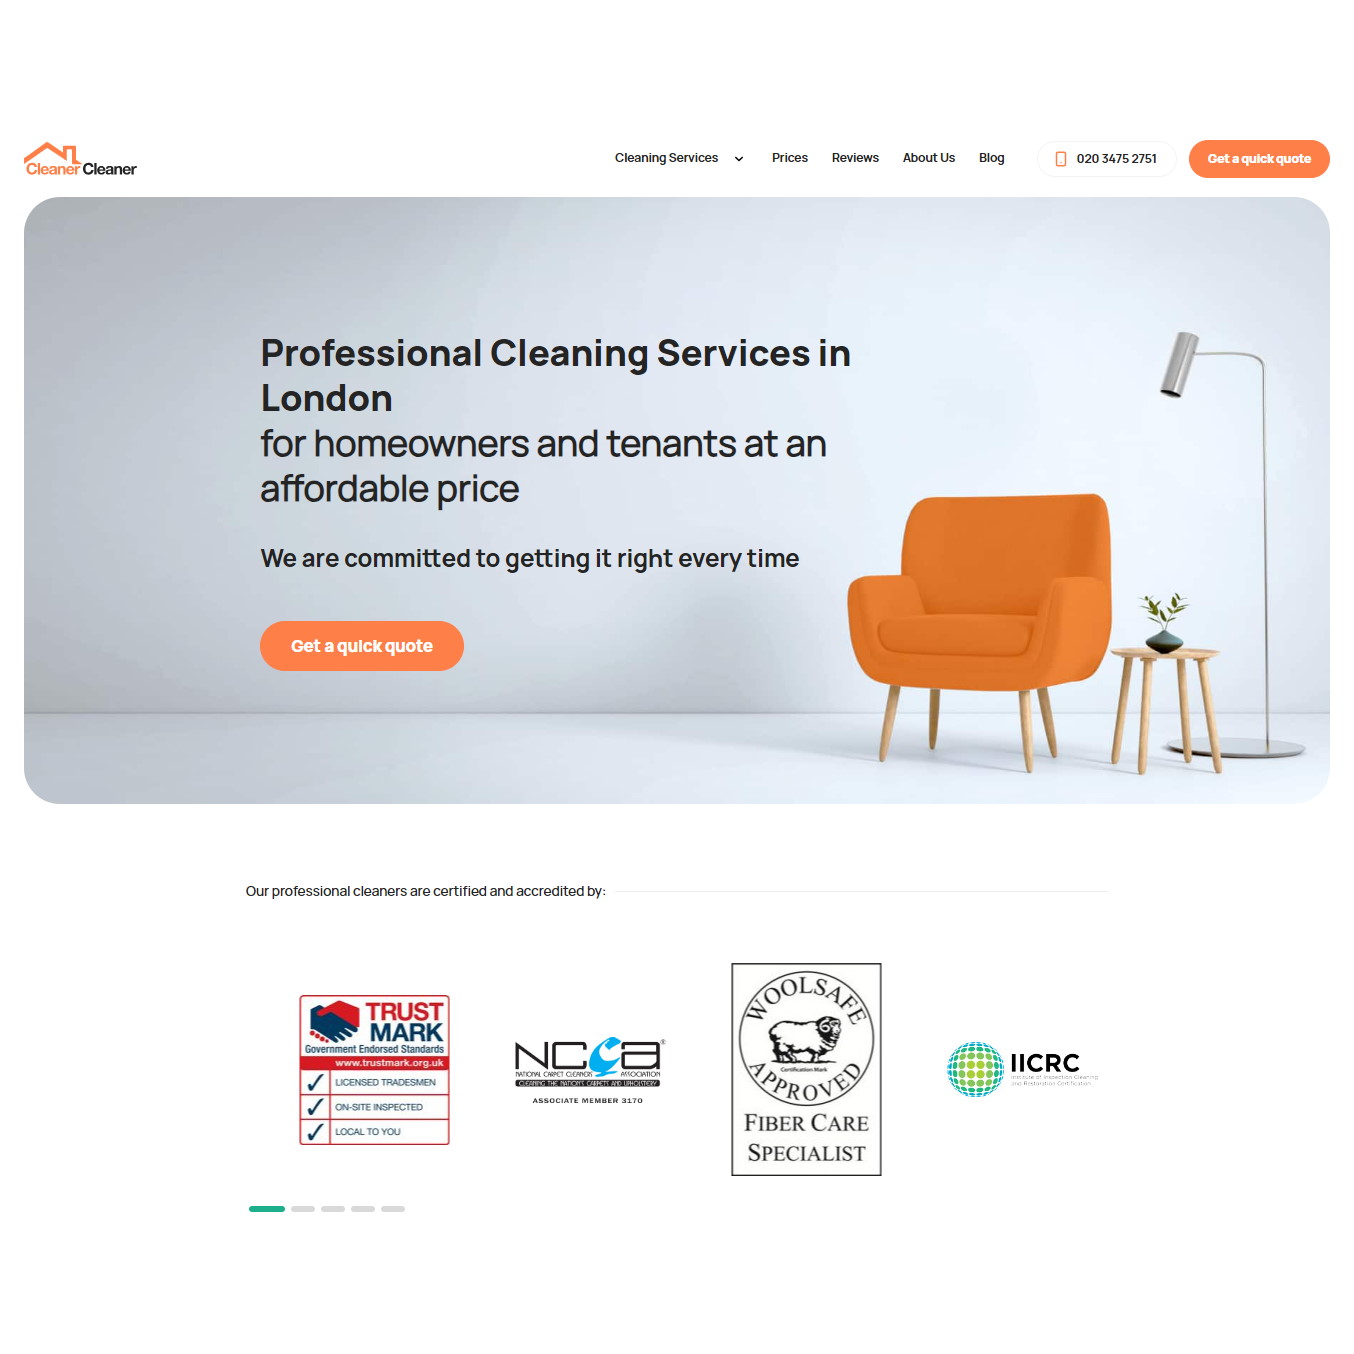 Cleaner Cleaner
Cleaning Services
Prices
Reviews
About Us
Blog
020 3475 2751
Get a quick quote
Professional Cleaning Services in
London
for homeowners and tenants at an
affordable price
We are committed to getting it right every time
Get a quick quote
Our professional cleaners are certified and accredited by:
TRUST
MARK
Government Endorsed Standards
www.trustmark.org.uk
LICENSED TRADESMEN
ON-SITE INSPECTED
LOCAL TO YOU
NCCA®
NATIONAL CARPET CLEANERS ASSOCIATION
CLEANING THE NATION'S CARPETS AND UPHOLSTERY
ASSOCIATE MEMBER 3170
WOOLSAFE
Certification Mark
APPROVED
FIBER CARE
SPECIALIST
IICRC
Institute of Inspection Cleaning
and Restoration Certification